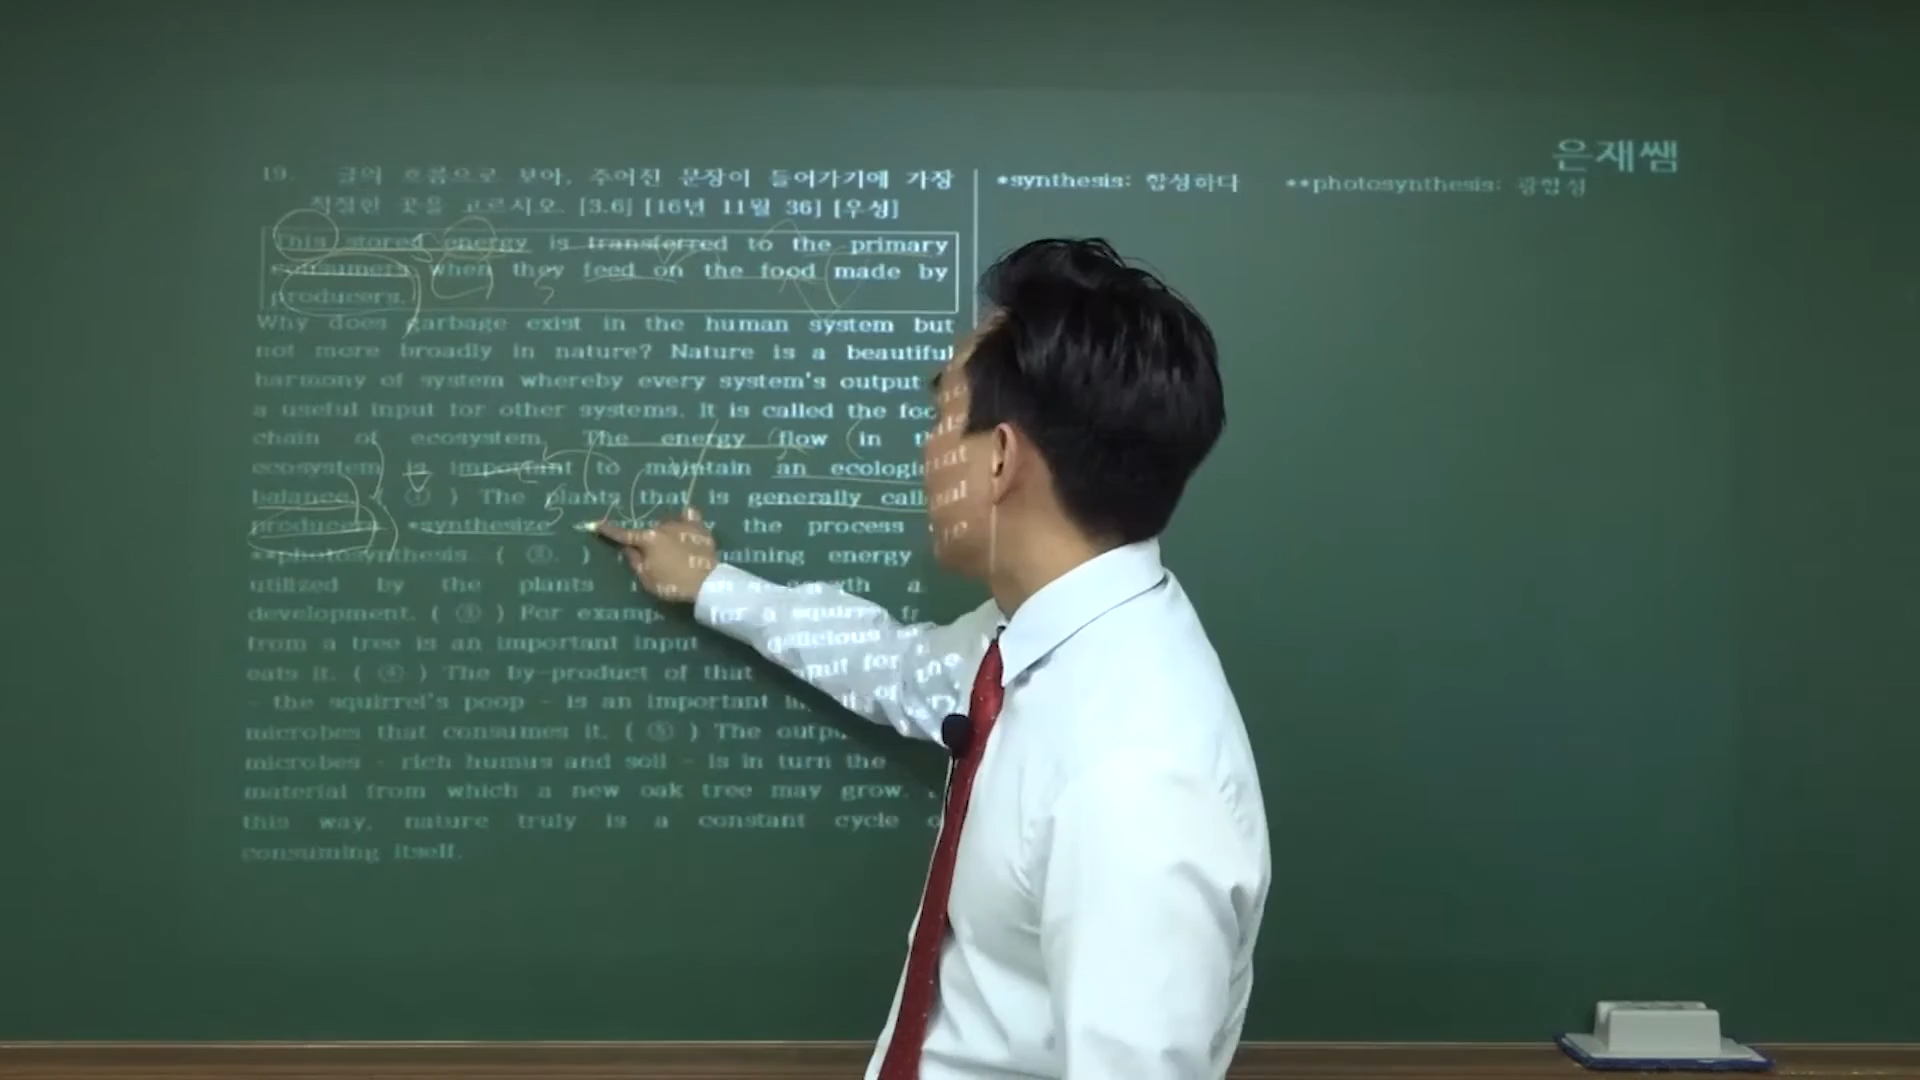 은재쌤
19. 글의 흐름으로 보아, 주어진 문장이 들어가기에 가장
적절한 곳을 고르시오. [3.6] [16년 11월 36] [우성]
This stored energy is transferred to the primary
consumers when they feed on the food made by
producers.
Why does garbage exist in the human system but
not more broadly in nature? Nature is a beautiful
harmony of system whereby every system's output
a useful input for other systems. It is called the
chain of ecosystem. The energy flow in
ecosystem is important to maintain an
balance. ( ① ) The plants that is generally
producers *synthesize by the process
**photosynthesis. ( ②. ) energy
utilized by the plants
development. ( ③ ) For for a squirrel
from a tree is an important input
eats it. ( ④ ) The by-product of that
- the squirrel's poop - is an important
microbes that consumes it. ( ⑤ ) The
microbes - rich humus and soil - is in turn the
material from which a new oak tree may grow.
this way, nature truly is a constant cycle
consuming itself.
*synthesis: 합성하다 **photosynthesis: 광합성